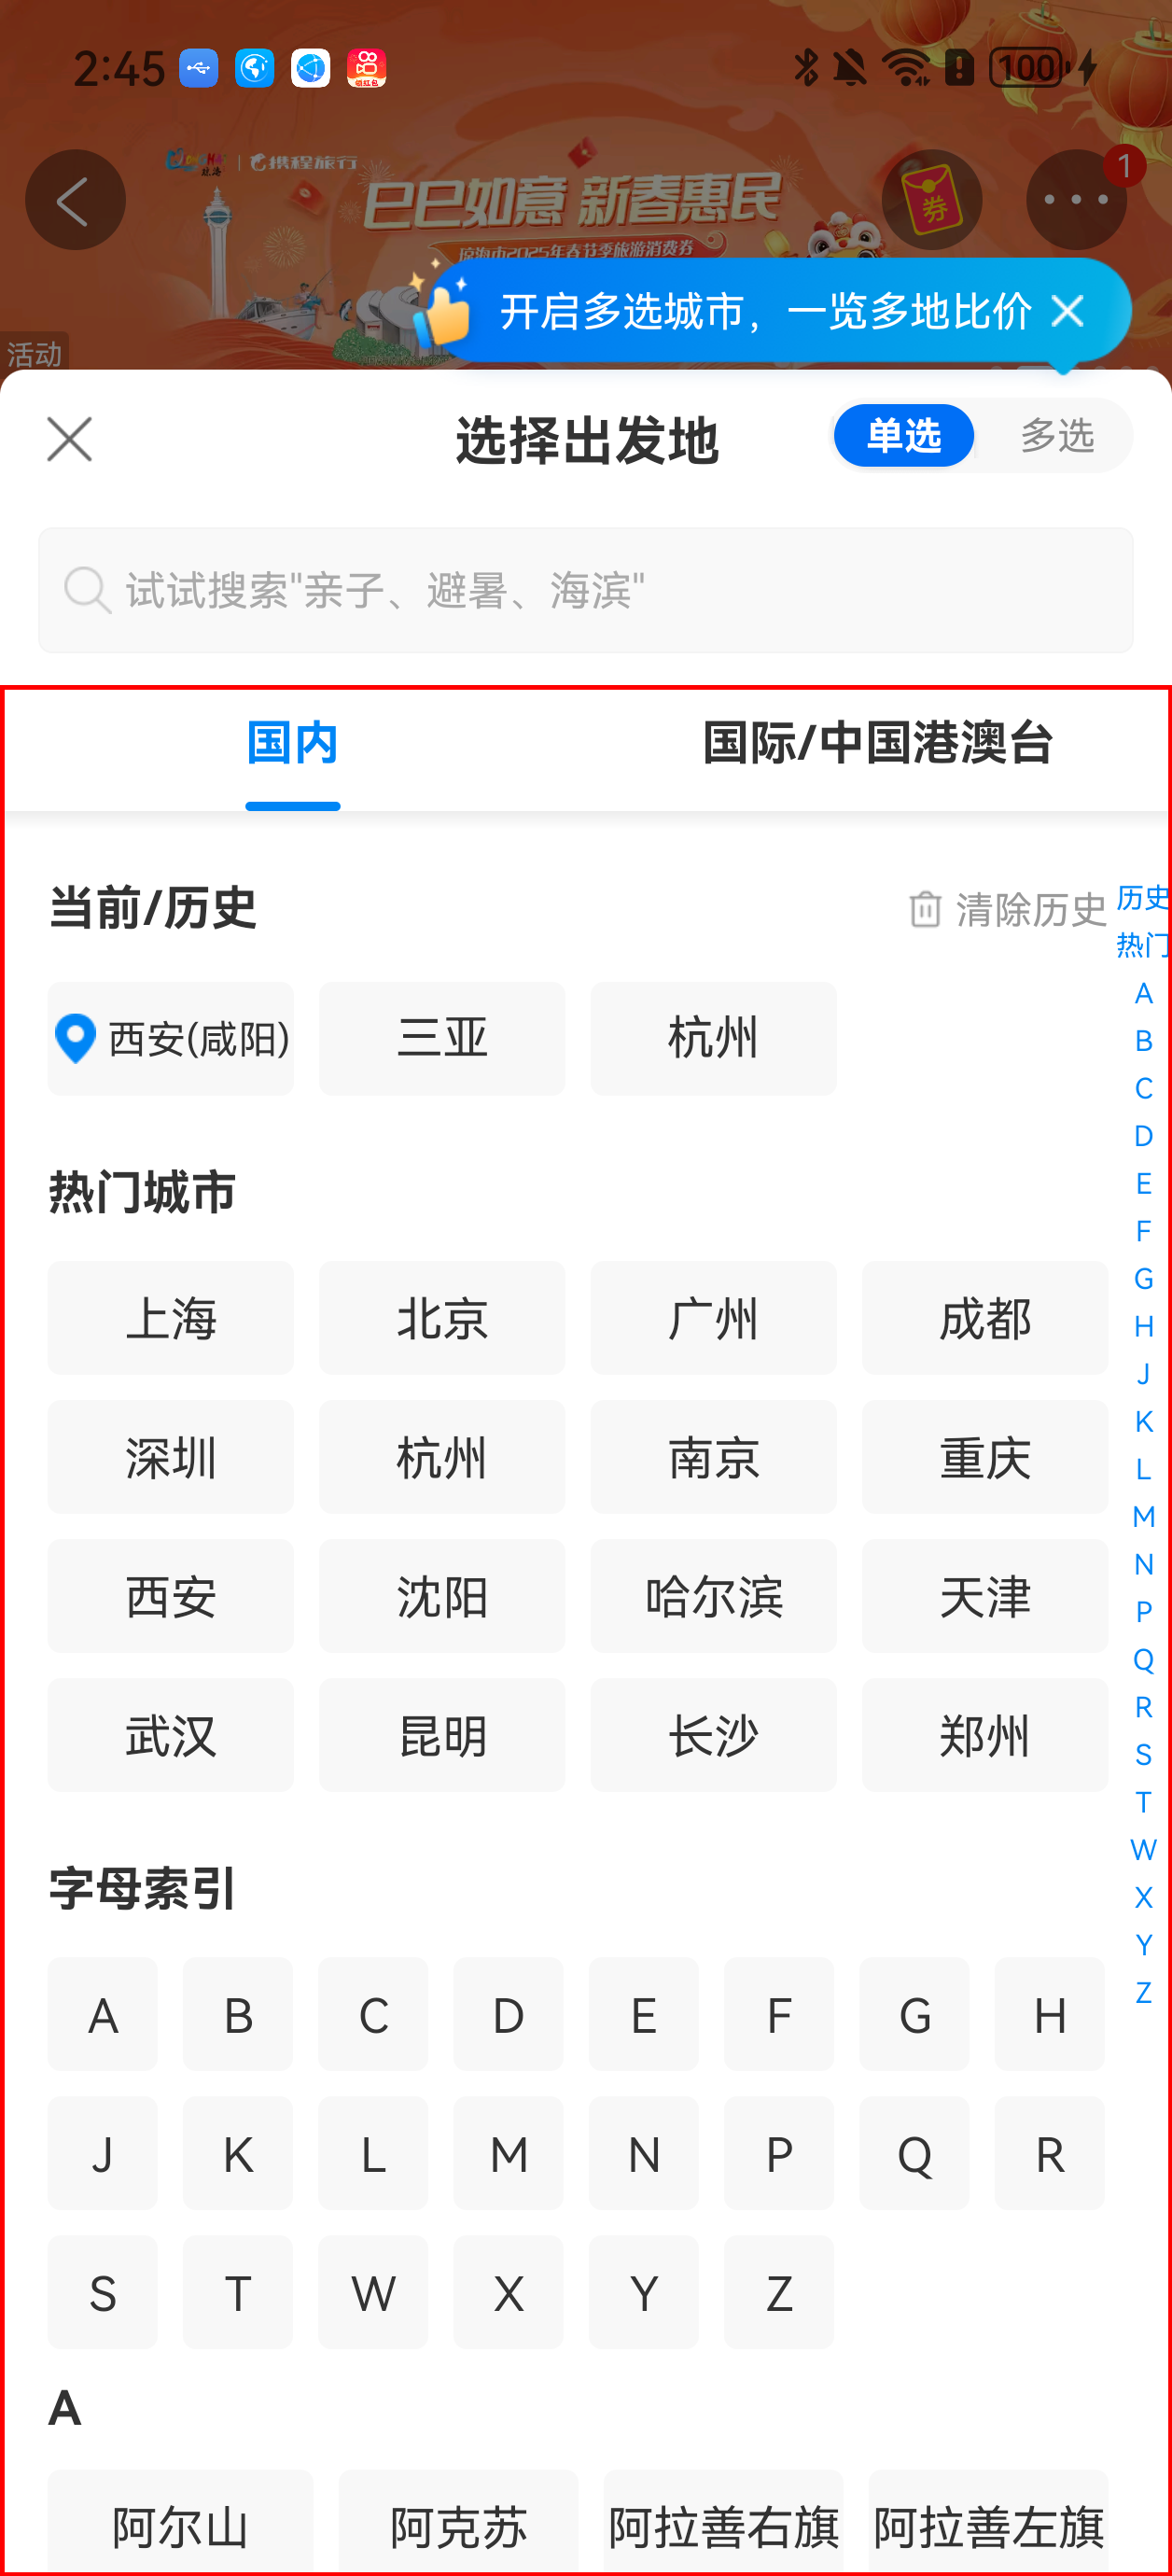 2:45
领红包
100
携程旅行
巳巳如意 新春惠民
琼海市2025年春节季旅游消费券
券
1
开启多选城市，一览多地比价
活动
选择出发地
单选 多选
试试搜索"亲子、避暑、海滨"
国内 国际/中国港澳台
当前/历史 清除历史
西安(咸阳) 三亚 杭州
热门城市
上海 北京 广州 成都
深圳 杭州 南京 重庆
西安 沈阳 哈尔滨 天津
武汉 昆明 长沙 郑州
字母索引
A B C D E F G H
J K L M N P Q R
S T W X Y Z
A
阿尔山 阿克苏 阿拉善右旗 阿拉善左旗
历史
热门
A
B
C
D
E
F
G
H
J
K
L
M
N
P
Q
R
S
T
W
X
Y
Z